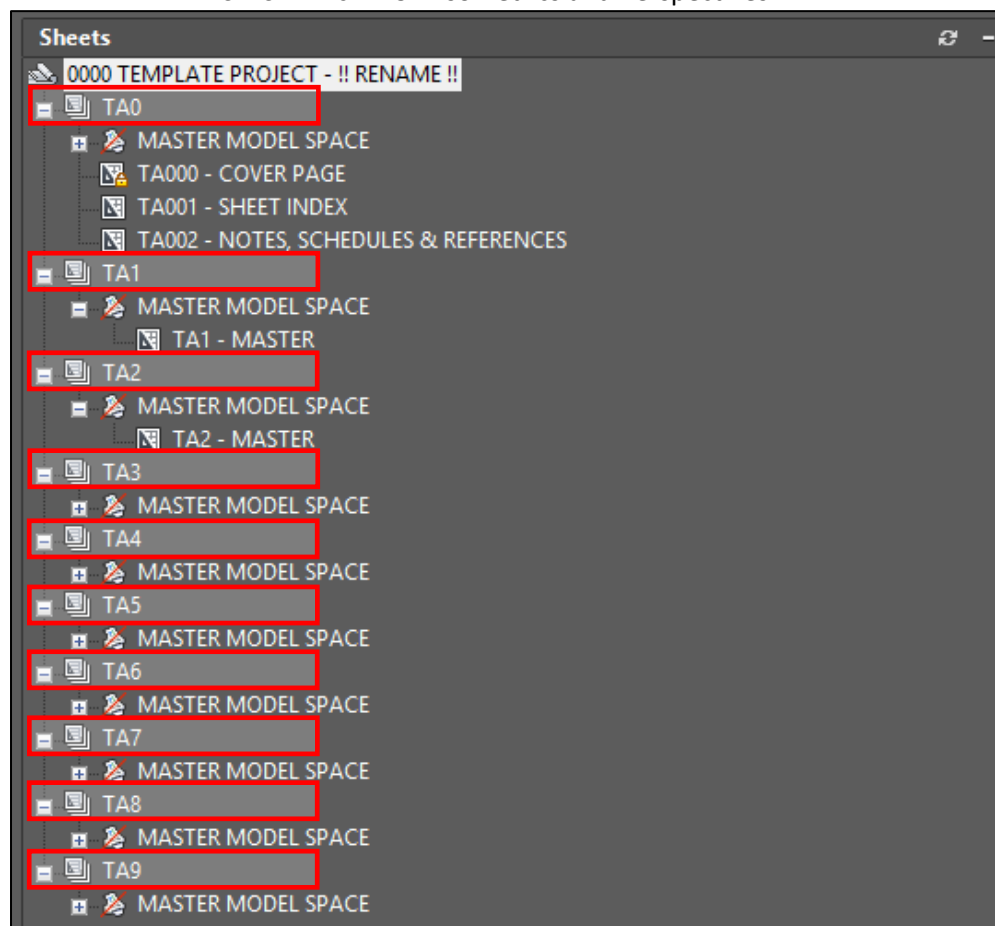 Sheets
0000 TEMPLATE PROJECT - !! RENAME !!
TA0
MASTER MODEL SPACE
TA000 - COVER PAGE
TA001 - SHEET INDEX
TA002 - NOTES, SCHEDULES & REFERENCES
TA1
MASTER MODEL SPACE
TA1 - MASTER
TA2
MASTER MODEL SPACE
TA2 - MASTER
TA3
MASTER MODEL SPACE
TA4
MASTER MODEL SPACE
TA5
MASTER MODEL SPACE
TA6
MASTER MODEL SPACE
TA7
MASTER MODEL SPACE
TA8
MASTER MODEL SPACE
TA9
MASTER MODEL SPACE